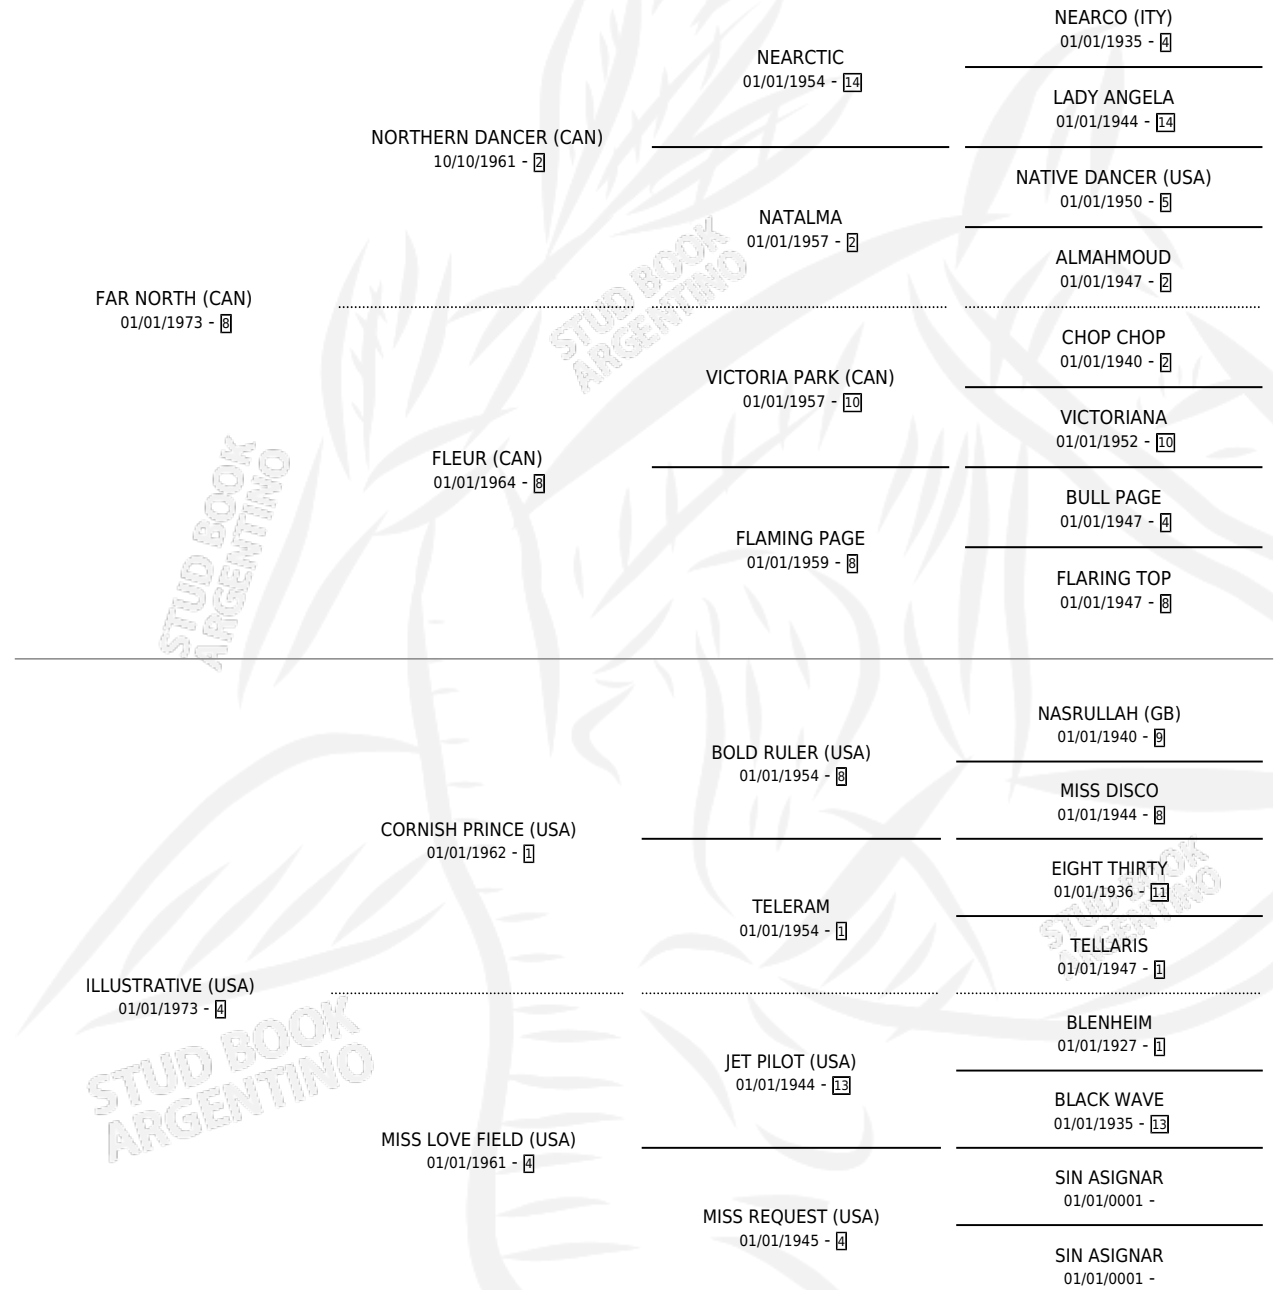 NEARCO (ITY)
01/01/1935 - 4
NEARCTIC
01/01/1954 - 14
LADY ANGELA
01/01/1944 - 14
NORTHERN DANCER (CAN)
10/10/1961 - 2
NATIVE DANCER (USA)
01/01/1950 - 5
NATALMA
01/01/1957 - 2
ALMAHMOUD
01/01/1947 - 2
FAR NORTH (CAN)
01/01/1973 - 8
CHOP CHOP
01/01/1940 - 2
VICTORIA PARK (CAN)
01/01/1957 - 10
VICTORIANA
01/01/1952 - 10
FLEUR (CAN)
01/01/1964 - 8
BULL PAGE
01/01/1947 - 4
FLAMING PAGE
01/01/1959 - 8
FLARING TOP
01/01/1947 - 8
NASRULLAH (GB)
01/01/1940 - 9
BOLD RULER (USA)
01/01/1954 - 8
MISS DISCO
01/01/1944 - 8
CORNISH PRINCE (USA)
01/01/1962 - 1
EIGHT THIRTY
01/01/1936 - 11
TELERAM
01/01/1954 - 1
TELLARIS
01/01/1947 - 1
ILLUSTRATIVE (USA)
01/01/1973 - 4
BLENHEIM
01/01/1927 - 1
JET PILOT (USA)
01/01/1944 - 13
BLACK WAVE
01/01/1935 - 13
MISS LOVE FIELD (USA)
01/01/1961 - 4
SIN ASIGNAR
01/01/0001 -
MISS REQUEST (USA)
01/01/1945 - 4
SIN ASIGNAR
01/01/0001 -
STUD BOOK
ARGENTINO
STUD BOOK
ARGENTINO
STUD BOOK
ARGENTINO
STUD BOOK
ARGENTINO